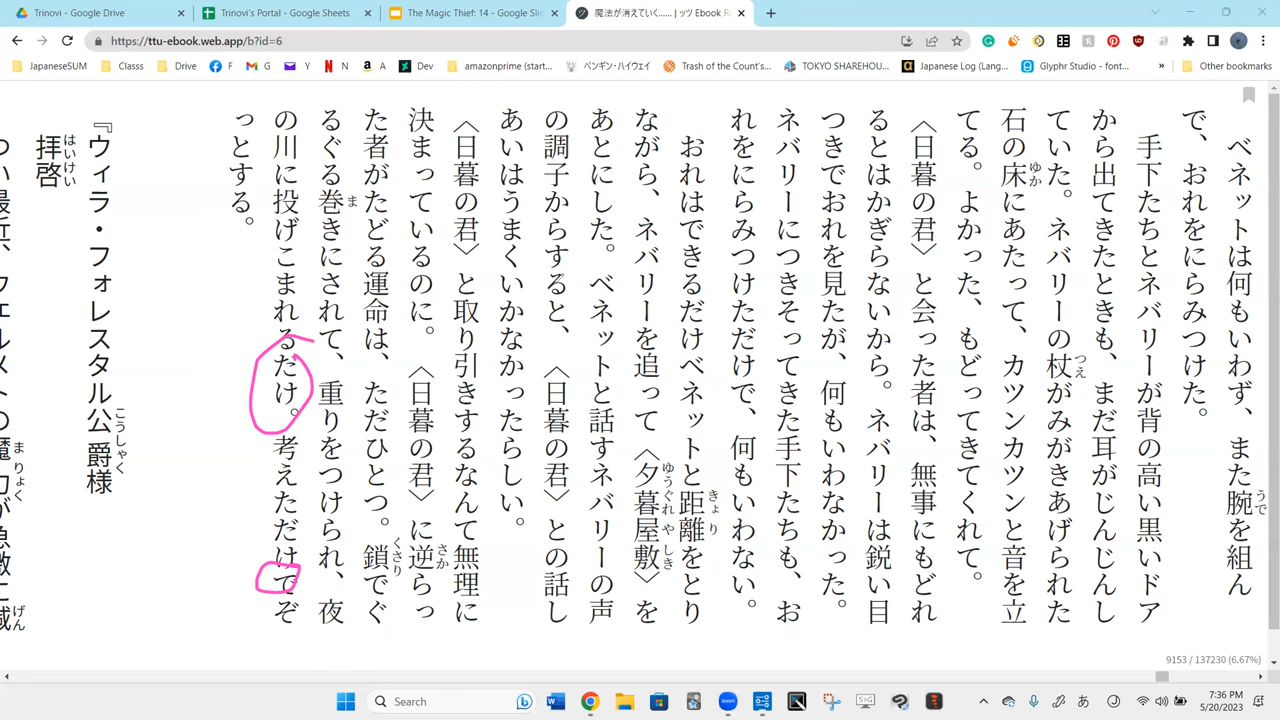 Trinovi - Google Drive
Trinovi's Portal - Google Sheets
The Magic Thief: 14 - Google Slid
魔法が消えていく…… | ッツ Ebook R
https://ttu-ebook.web.app/b?id=6
JapaneseSUM
Classs
Drive
F
G
Y
N
A
Dev
amazonprime (start...
ペンギン・ハイウェイ
Trash of the Count's...
TOKYO SHAREHOU...
Japanese Log (Lang...
Glyphr Studio - font...
»
Other bookmarks
ベネットは何もいわず、また腕を組ん
で、おれをにらみつけた。
手下たちとネバリーが背の高い黒いドア
から出てきたときも、まだ耳がじんじんし
ていた。ネバリーの杖がみがきあげられた
石の床にあたって、カツンカツンと音を立
てる。よかった、もどってきてくれて。
〈日暮の君〉と会った者は、無事にもどれ
るとはかぎらないから。ネバリーは鋭い目
つきでおれを見たが、何もいわなかった。
ネバリーにつきそってきた手下たちも、お
れをにらみつけただけで、何もいわない。
おれはできるだけベネットと距離をとり
ながら、ネバリーを追って〈夕暮屋敷〉を
あとにした。ベネットと話すネバリーの声
の調子からすると、〈日暮の君〉との話し
あいはうまくいかなかったらしい。
〈日暮の君〉と取り引きするなんて無理に
決まっているのに。〈日暮の君〉に逆らっ
た者がたどる運命は、ただひとつ。鎖でぐ
るぐる巻きにされて、重りをつけられ、夜
の川に投げこまれるだけ。考えただけでぞ
っとする。
『ウィラ・フォレスタル公爵様
拝啓
9153 / 137230 (6.67%)
Search
zoom
あ
7:36 PM
5/20/2023